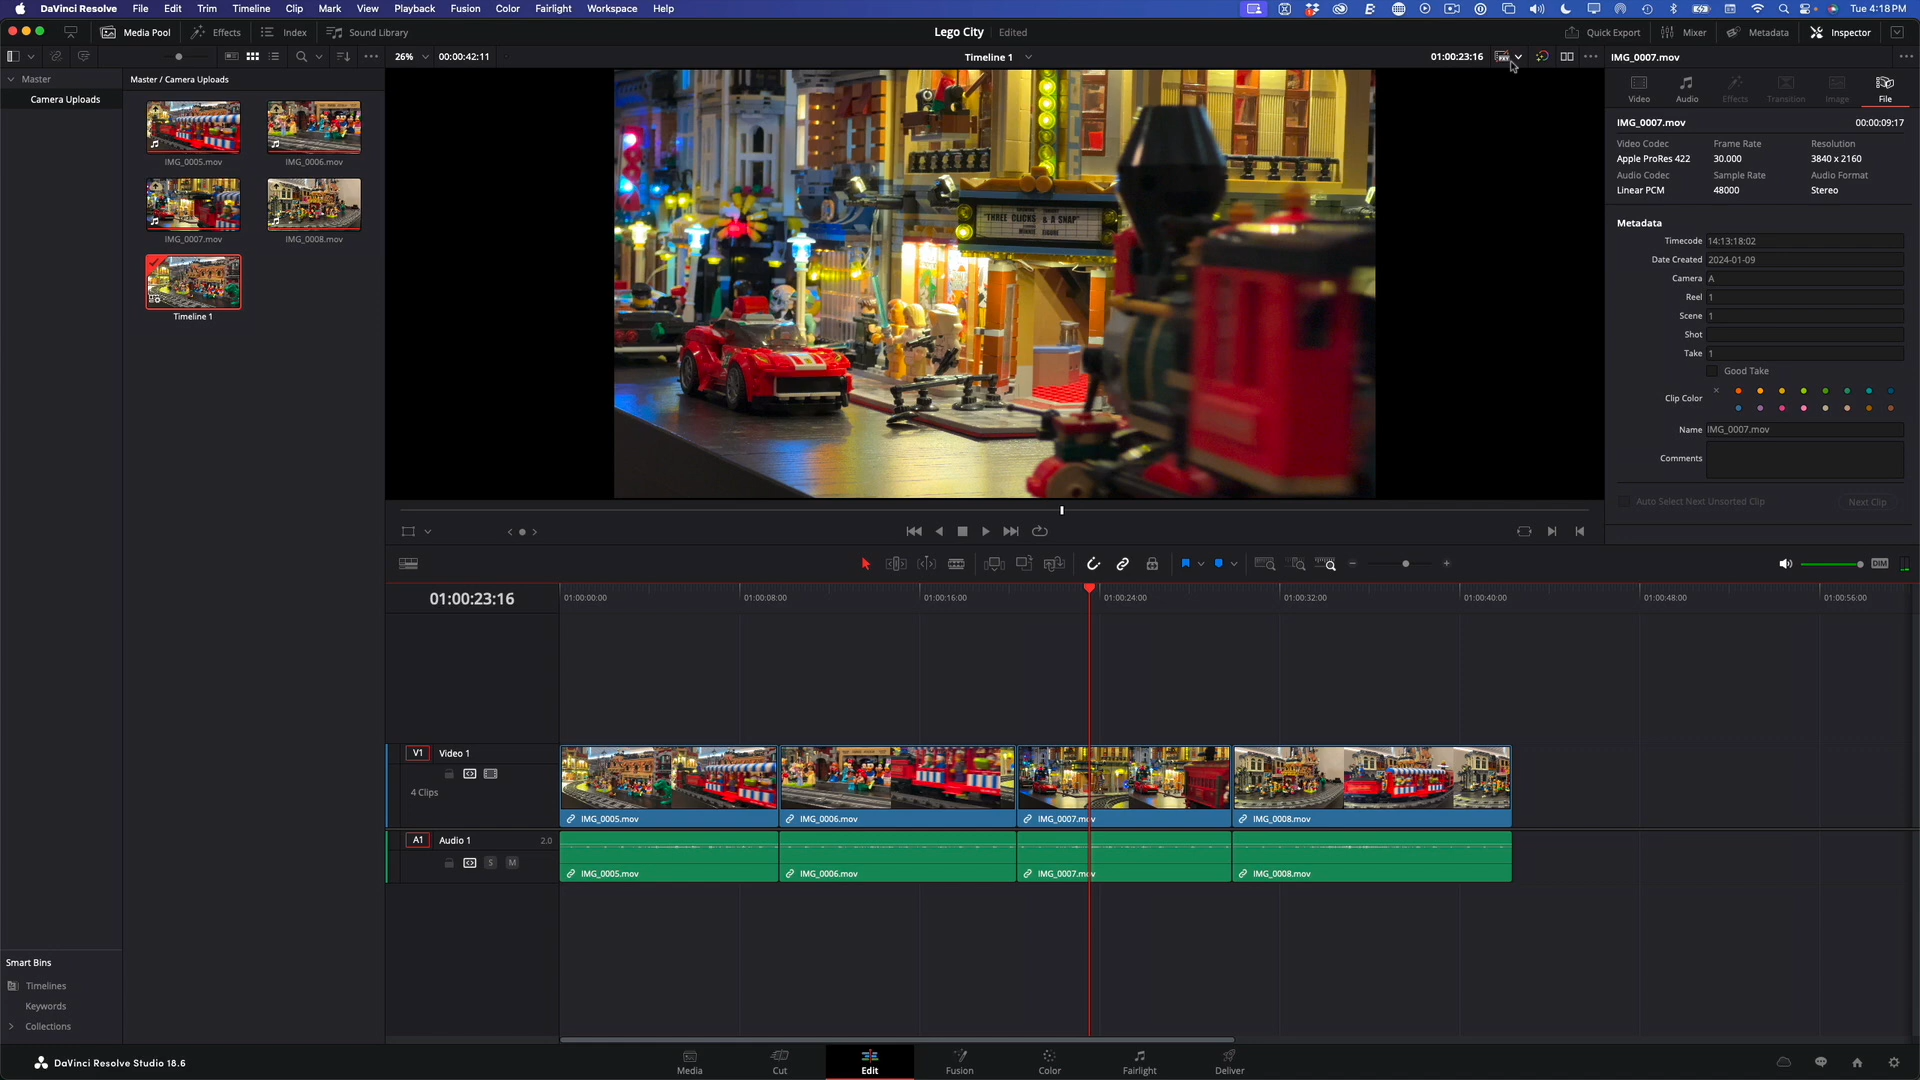 DaVinci Resolve File Edit Trim Timeline Clip Mark View Playback Fusion Color Fairlight Workspace Help
Tue 4:18 PM
Media Pool Effects Index Sound Library
Lego City Edited
Quick Export Mixer Metadata Inspector
26% 00:00:42:11
Timeline 1
01:00:23:16
IMG_0007.mov
Master
Camera Uploads
Master / Camera Uploads
IMG_0005.mov
IMG_0006.mov
IMG_0007.mov
IMG_0008.mov
Timeline 1
"THREE CLICKS & A SNAP"
Video Audio Effects Transition Image File
IMG_0007.mov 00:00:09:17
Video Codec Frame Rate Resolution
Apple ProRes 422 30.000 3840 x 2160
Audio Codec Sample Rate Audio Format
Linear PCM 48000 Stereo
Metadata
Timecode 14:13:18:02
Date Created 2024-01-09
Camera A
Reel 1
Scene 1
Shot
Take 1
Good Take
Clip Color
Name IMG_0007.mov
Comments
Auto Select Next Unsorted Clip Next Clip
DIM
01:00:23:16
01:00:00:00 01:00:08:00 01:00:16:00 01:00:24:00 01:00:32:00 01:00:40:00 01:00:48:00 01:00:56:00
V1 Video 1
4 Clips
IMG_0005.mov IMG_0006.mov IMG_0007.mov IMG_0008.mov
A1 Audio 1 2.0
S M
IMG_0005.mov IMG_0006.mov IMG_0007.mov IMG_0008.mov
Smart Bins
Timelines
Keywords
Collections
DaVinci Resolve Studio 18.6
Media Cut Edit Fusion Color Fairlight Deliver